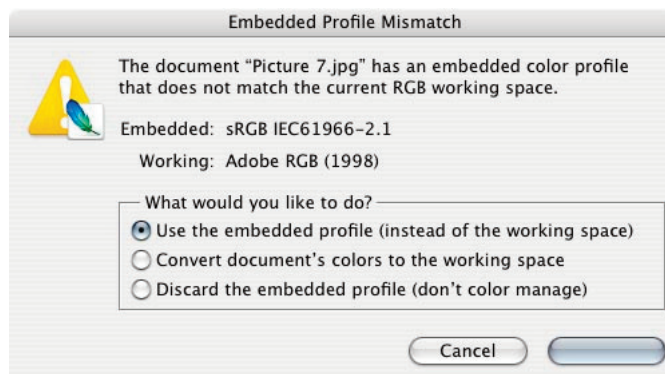 Embedded Profile Mismatch
The document “Picture 7.jpg” has an embedded color profile
that does not match the current RGB working space.
Embedded: sRGB IEC61966-2.1
Working: Adobe RGB (1998)
What would you like to do?
Use the embedded profile (instead of the working space)
Convert document's colors to the working space
Discard the embedded profile (don't color manage)
Cancel